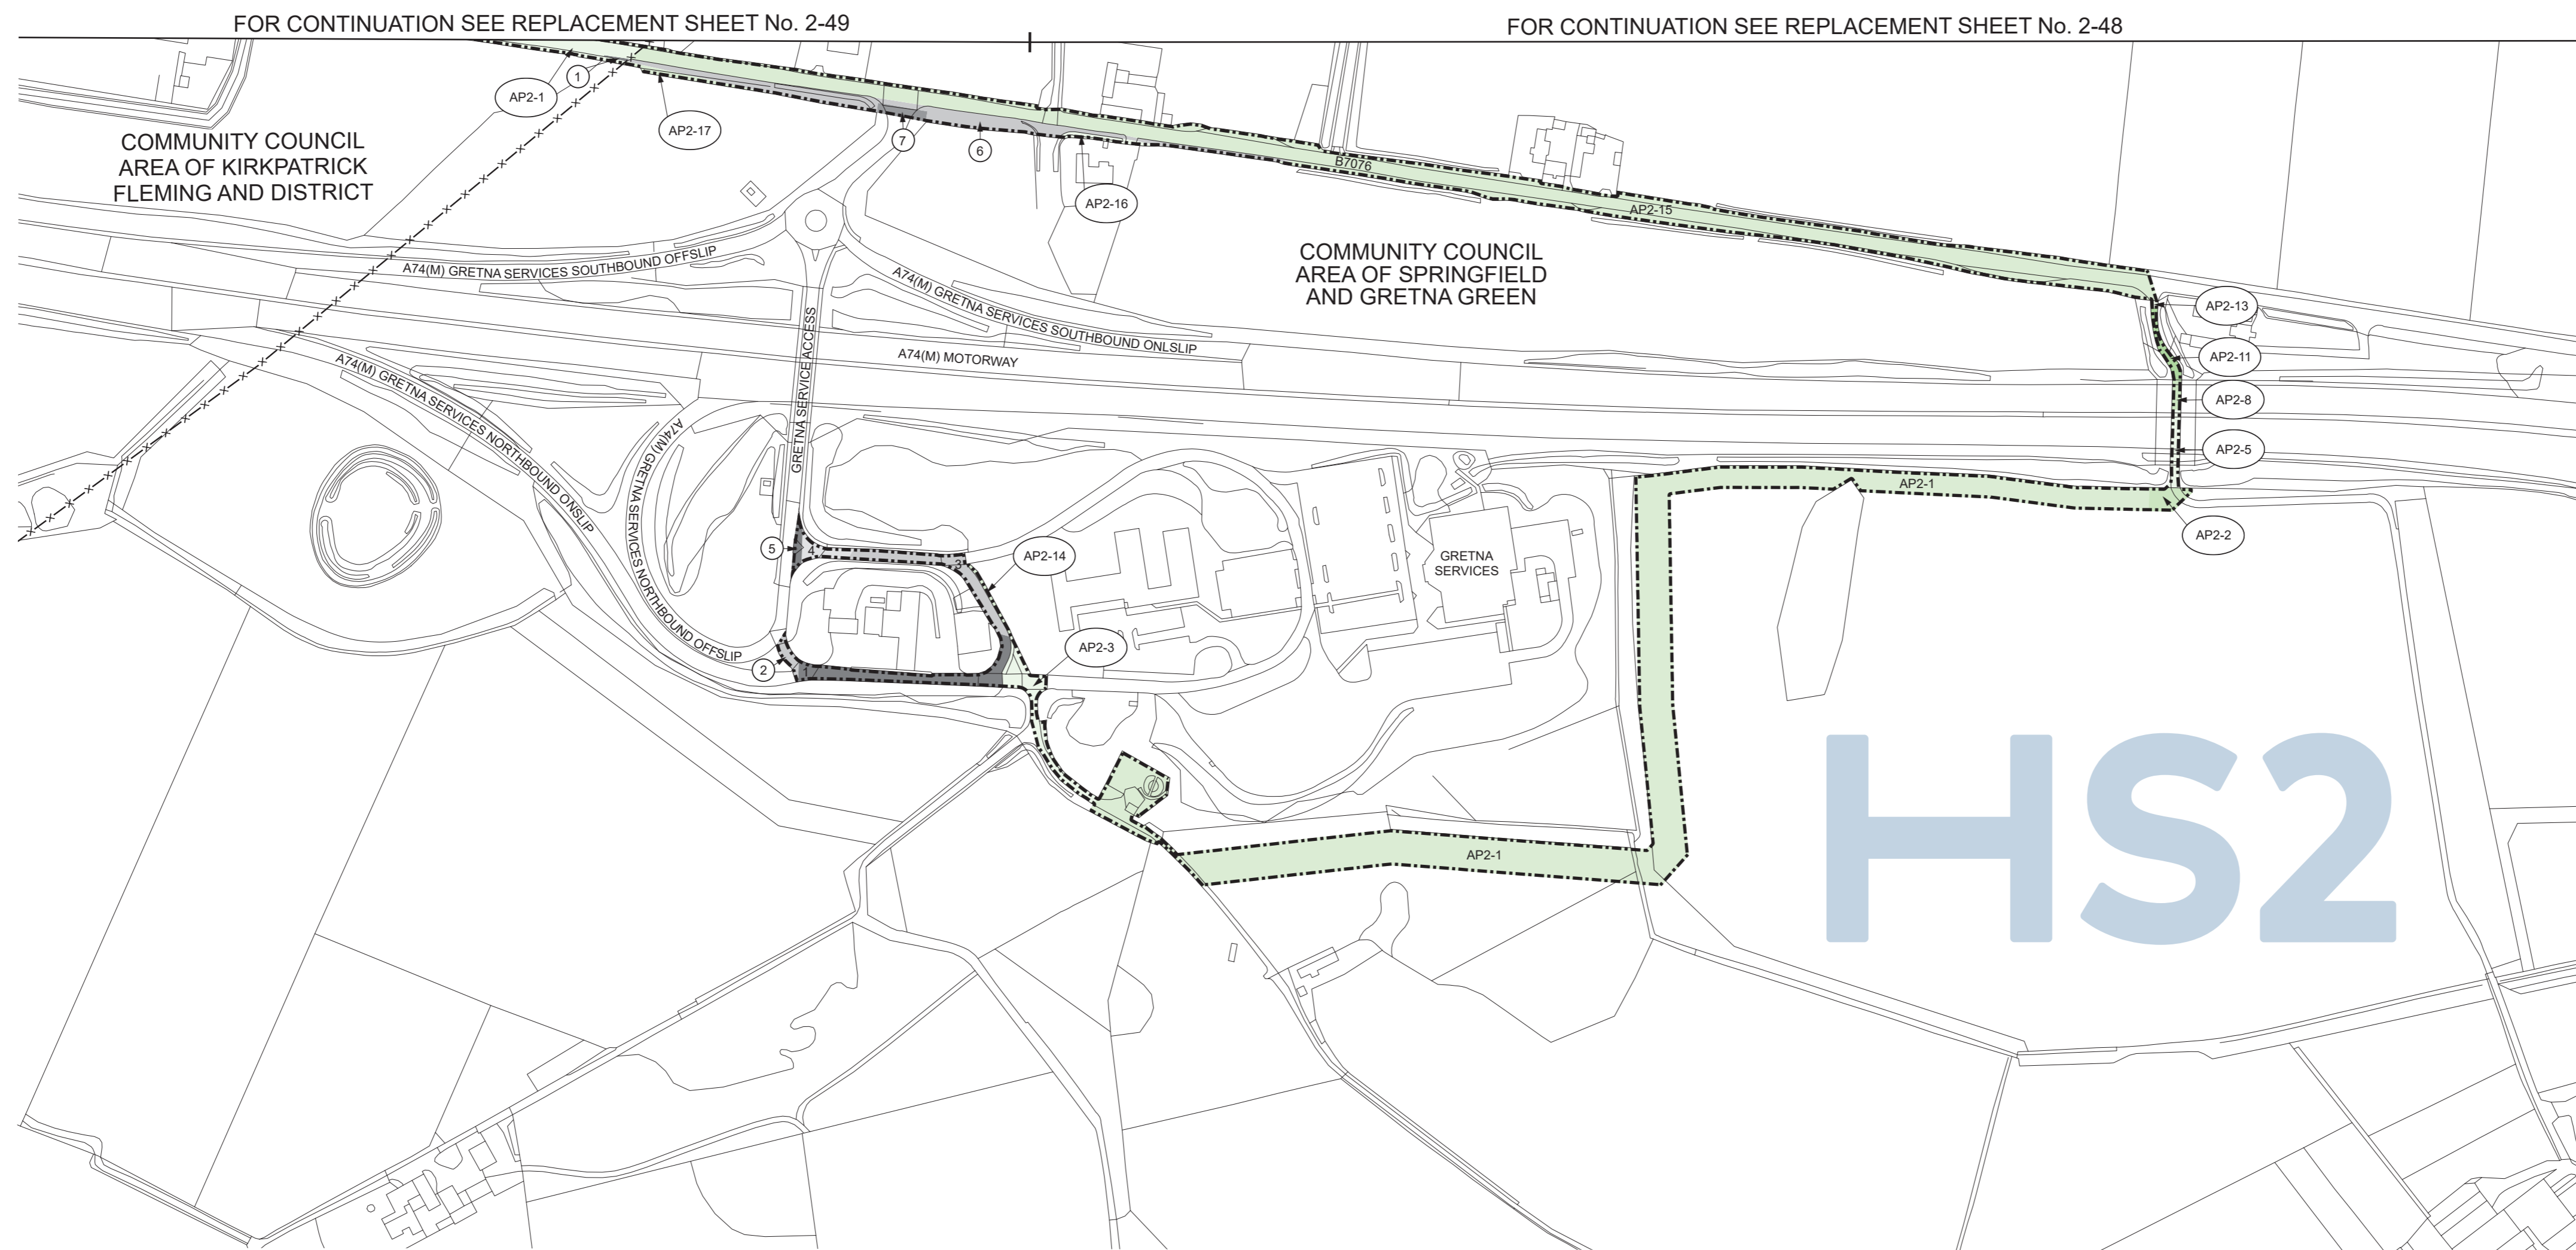 FOR CONTINUATION SEE REPLACEMENT SHEET No. 2-49
FOR CONTINUATION SEE REPLACEMENT SHEET No. 2-48
1
AP2-1
AP2-17
COMMUNITY COUNCIL
AREA OF KIRKPATRICK
FLEMING AND DISTRICT
7
6
AP2-16
B7076
AP2-15
COMMUNITY COUNCIL
AREA OF SPRINGFIELD
AND GRETNA GREEN
A74(M) GRETNA SERVICES SOUTHBOUND OFFSLIP
A74(M) GRETNA SERVICES SOUTHBOUND ONLSLIP
AP2-13
AP2-11
AP2-8
AP2-5
A74(M) MOTORWAY
GRETNA SERVICE ACCESS
A74(M) GRETNA SERVICES NORTHBOUND ONSLIP
A74(M) GRETNA SERVICES NORTHBOUND OFFSLIP
AP2-1
AP2-2
5
4
3
AP2-14
GRETNA
SERVICES
AP2-3
2
1
AP2-1
HS2